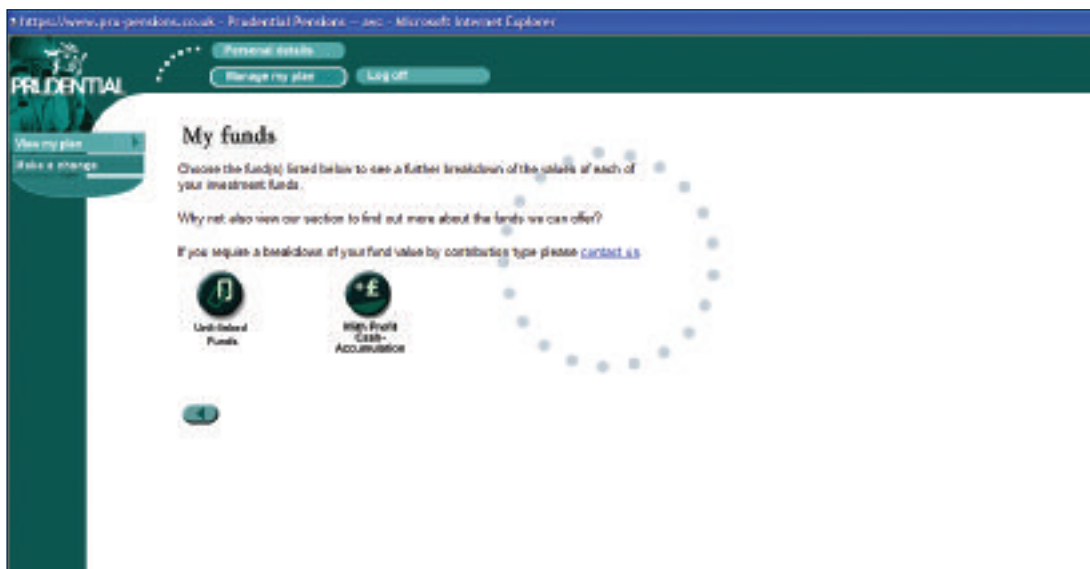 https://www.pru-pensions.co.uk - Prudential Pensions -- aec - Microsoft Internet Explorer
PRUDENTIAL
Personal details
Manage my plan
Log off
View my plan
Make a change
My funds
Choose the fund(s) listed below to see a further breakdown of the values of each of
your investment funds.
Why not also view our section to find out more about the funds we can offer?
If you require a breakdown of your fund value by contribution type please contact us
Unit-linked
Funds
With Profit
Cash-
Accumulation